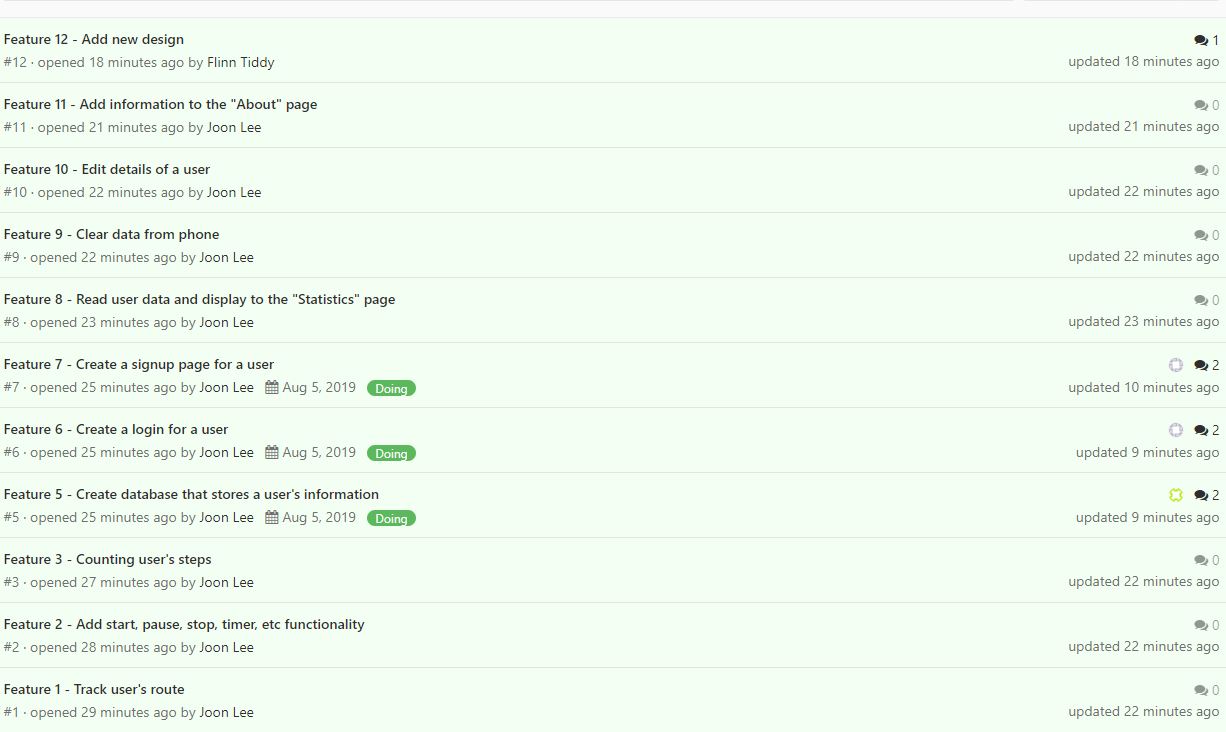 Feature 12 - Add new design
1
#12 · opened 18 minutes ago by Flinn Tiddy
updated 18 minutes ago
Feature 11 - Add information to the "About" page
0
#11 · opened 21 minutes ago by Joon Lee
updated 21 minutes ago
Feature 10 - Edit details of a user
0
#10 · opened 22 minutes ago by Joon Lee
updated 22 minutes ago
Feature 9 - Clear data from phone
0
#9 · opened 22 minutes ago by Joon Lee
updated 22 minutes ago
Feature 8 - Read user data and display to the "Statistics" page
0
#8 · opened 23 minutes ago by Joon Lee
updated 23 minutes ago
Feature 7 - Create a signup page for a user
2
#7 · opened 25 minutes ago by Joon Lee Aug 5, 2019 Doing
updated 10 minutes ago
Feature 6 - Create a login for a user
2
#6 · opened 25 minutes ago by Joon Lee Aug 5, 2019 Doing
updated 9 minutes ago
Feature 5 - Create database that stores a user's information
2
#5 · opened 25 minutes ago by Joon Lee Aug 5, 2019 Doing
updated 9 minutes ago
Feature 3 - Counting user's steps
0
#3 · opened 27 minutes ago by Joon Lee
updated 22 minutes ago
Feature 2 - Add start, pause, stop, timer, etc functionality
0
#2 · opened 28 minutes ago by Joon Lee
updated 22 minutes ago
Feature 1 - Track user's route
0
#1 · opened 29 minutes ago by Joon Lee
updated 22 minutes ago